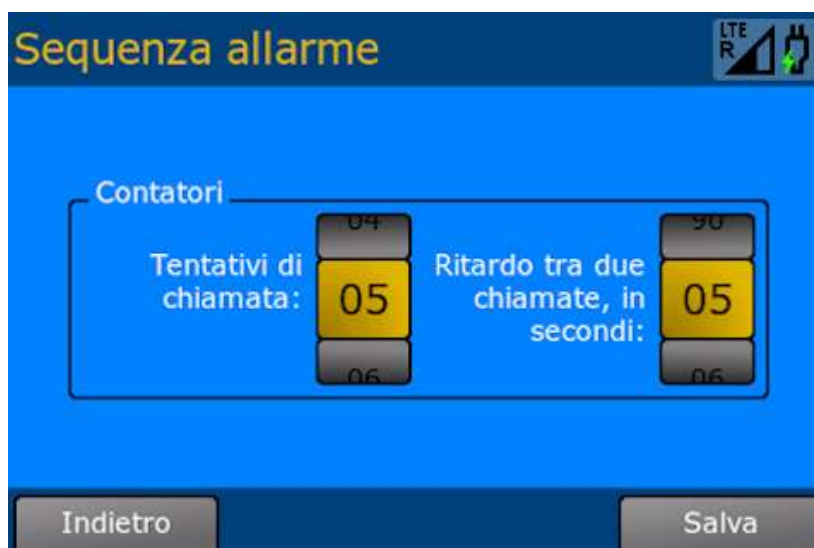 Sequenza allarme
LTE
R
Contatori
04
90
Tentativi di
chiamata:
05
Ritardo tra due
chiamate, in
secondi:
05
06
06
Indietro
Salva